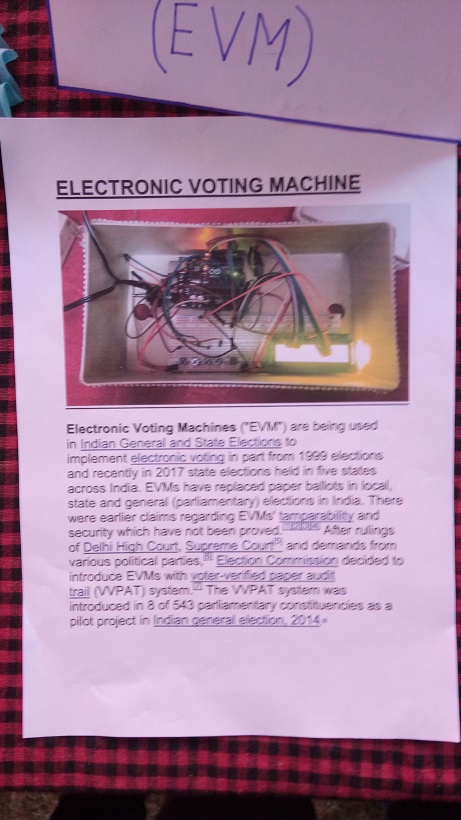 (EVM)
ELECTRONIC VOTING MACHINE
Electronic Voting Machines ("EVM") are being used
in Indian General and State Elections to
implement electronic voting in part from 1999 elections
and recently in 2017 state elections held in five states
across India. EVMs have replaced paper ballots in local,
state and general (parliamentary) elections in India. There
were earlier claims regarding EVMs' tamparability and
security which have not been proved. After rulings
of Delhi High Court, Supreme Court and demands from
various political parties, Election Commission decided to
introduce EVMs with voter-verified paper audit
trail (VVPAT) system. The VVPAT system was
introduced in 8 of 543 parliamentary constituencies as a
pilot project in Indian general election, 2014